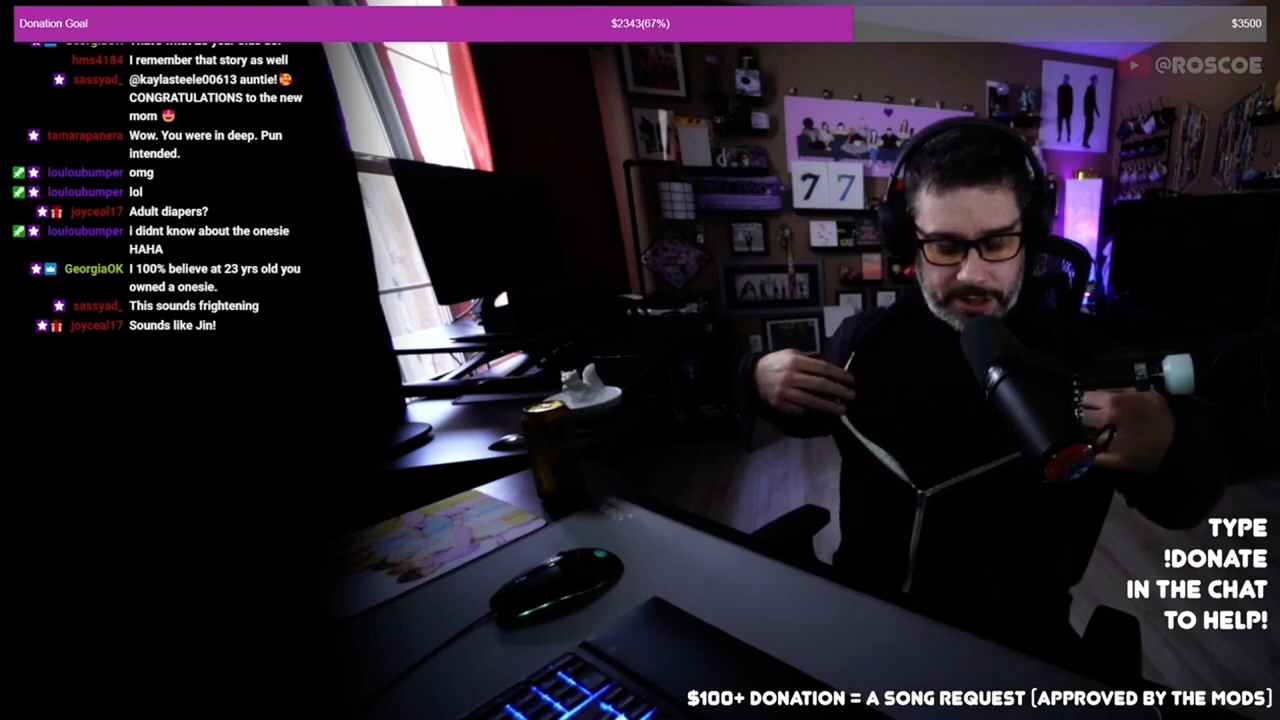 Donation Goal $2343(67%) $3500
hms4184 I remember that story as well
sassyad_ @kaylasteele00613 auntie!🥰
CONGRATULATIONS to the new
mom 🤩
tamarapanera Wow. You were in deep. Pun
intended.
louloubumper omg
louloubumper lol
joyceal17 Adult diapers?
louloubumper i didnt know about the onesie
HAHA
GeorgiaOK I 100% believe at 23 yrs old you
owned a onesie.
sassyad_ This sounds frightening
joyceal17 Sounds like Jin!
@ROSCOE
77
TYPE
!DONATE
IN THE CHAT
TO HELP!
$100+ DONATION = A SONG REQUEST (APPROVED BY THE MODS)